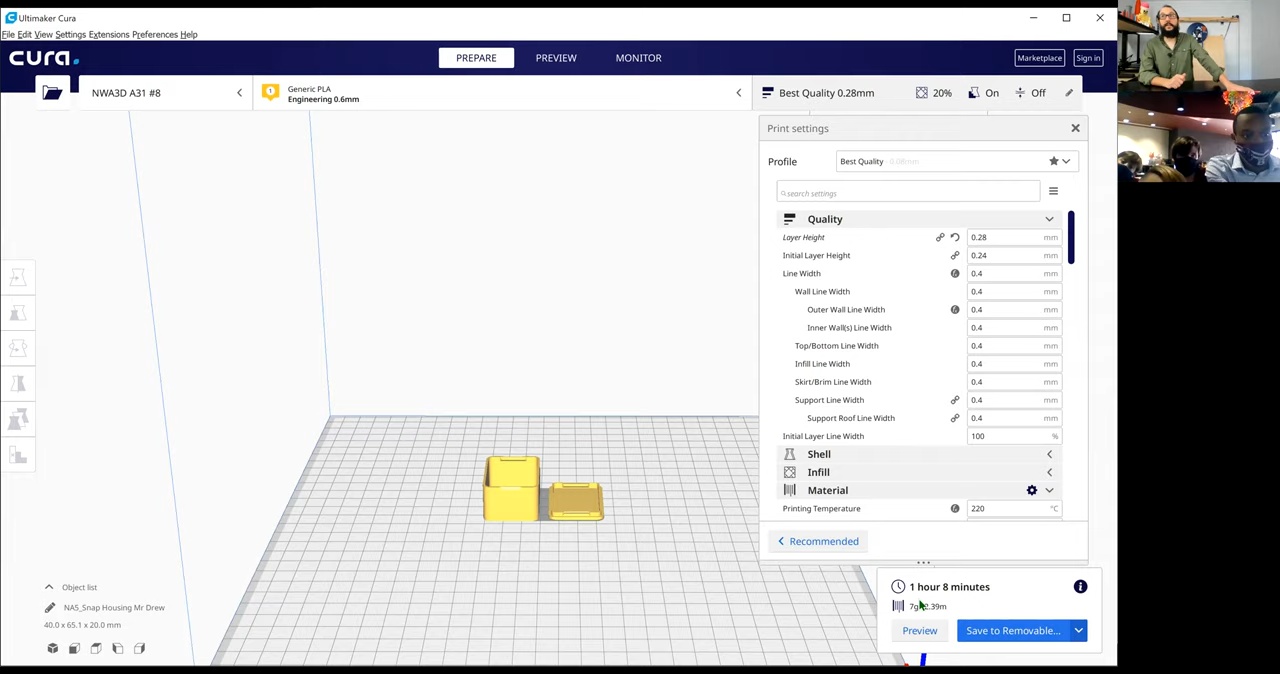 Ultimaker Cura
File Edit View Settings Extensions Preferences Help
cura.
PREPARE
PREVIEW
MONITOR
Marketplace
Sign in
NWA3D A31 #8
1
Generic PLA
Engineering 0.6mm
Best Quality 0.28mm
20%
On
Off
Print settings
Profile
Best Quality 0.08mm
search settings
Quality
Layer Height 0.28 mm
Initial Layer Height 0.24 mm
Line Width 0.4 mm
Wall Line Width 0.4 mm
Outer Wall Line Width 0.4 mm
Inner Wall(s) Line Width 0.4 mm
Top/Bottom Line Width 0.4 mm
Infill Line Width 0.4 mm
Skirt/Brim Line Width 0.4 mm
Support Line Width 0.4 mm
Support Roof Line Width 0.4 mm
Initial Layer Line Width 100 %
Shell
Infill
Material
Printing Temperature 220 °C
Recommended
Object list
NA5_Snap Housing Mr Drew
40.0 x 65.1 x 20.0 mm
1 hour 8 minutes
2.39m
Preview
Save to Removable...